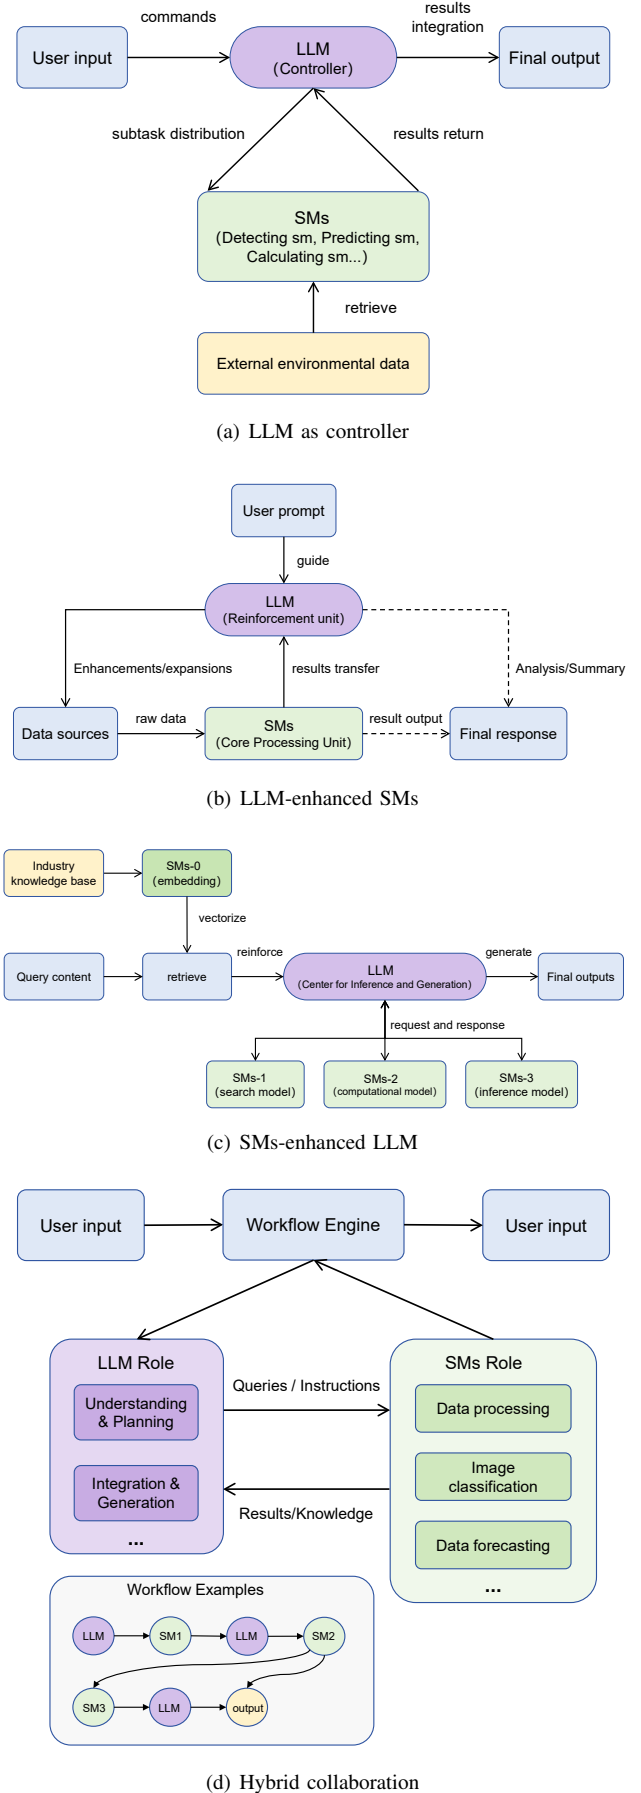 commands
results
integration
User input
LLM
(Controller)
Final output
subtask distribution
results return
SMs
(Detecting sm, Predicting sm,
Calculating sm...)
retrieve
External environmental data
(a) LLM as controller
User prompt
guide
LLM
(Reinforcement unit)
Enhancements/expansions
results transfer
Analysis/Summary
Data sources
raw data
SMs
(Core Processing Unit)
result output
Final response
(b) LLM-enhanced SMs
Industry
knowledge base
SMs-0
(embedding)
vectorize
Query content
retrieve
reinforce
LLM
(Center for Inference and Generation)
generate
Final outputs
request and response
SMs-1
(search model)
SMs-2
(computational model)
SMs-3
(inference model)
(c) SMs-enhanced LLM
User input
Workflow Engine
User input
LLM Role
Understanding
& Planning
Integration &
Generation
...
Queries / Instructions
Results/Knowledge
SMs Role
Data processing
Image
classification
Data forecasting
...
Workflow Examples
LLM
SM1
LLM
SM2
SM3
LLM
output
(d) Hybrid collaboration